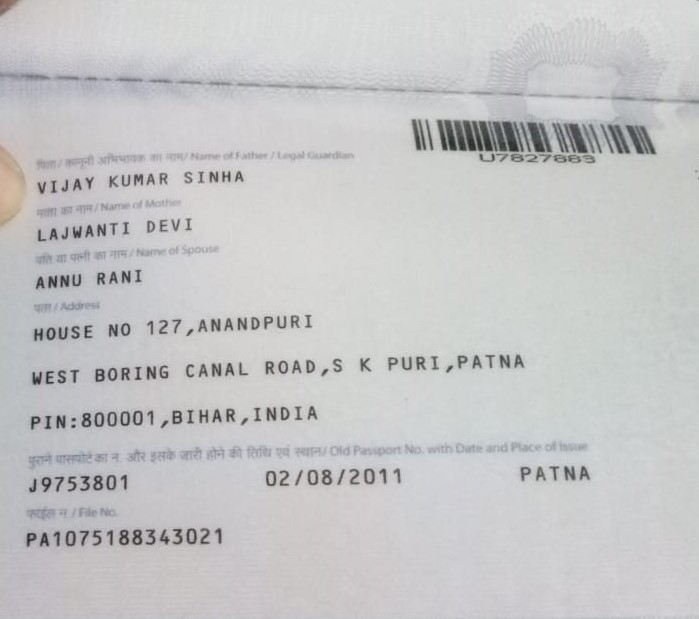 U7827883
पिता / कानूनी अभिभावक का नाम / Name of Father / Legal Guardian
VIJAY KUMAR SINHA
माता का नाम / Name of Mother
LAJWANTI DEVI
पति या पत्नी का नाम / Name of Spouse
ANNU RANI
पता / Address
HOUSE NO 127,ANANDPURI
WEST BORING CANAL ROAD,S K PURI,PATNA
PIN:800001,BIHAR,INDIA
पुराने पासपोर्ट का न. और इसके जारी होने की तिथि एवं स्थान/ Old Passport No. with Date and Place of Issue
J9753801 02/08/2011 PATNA
फाईल न. / File No.
PA1075188343021